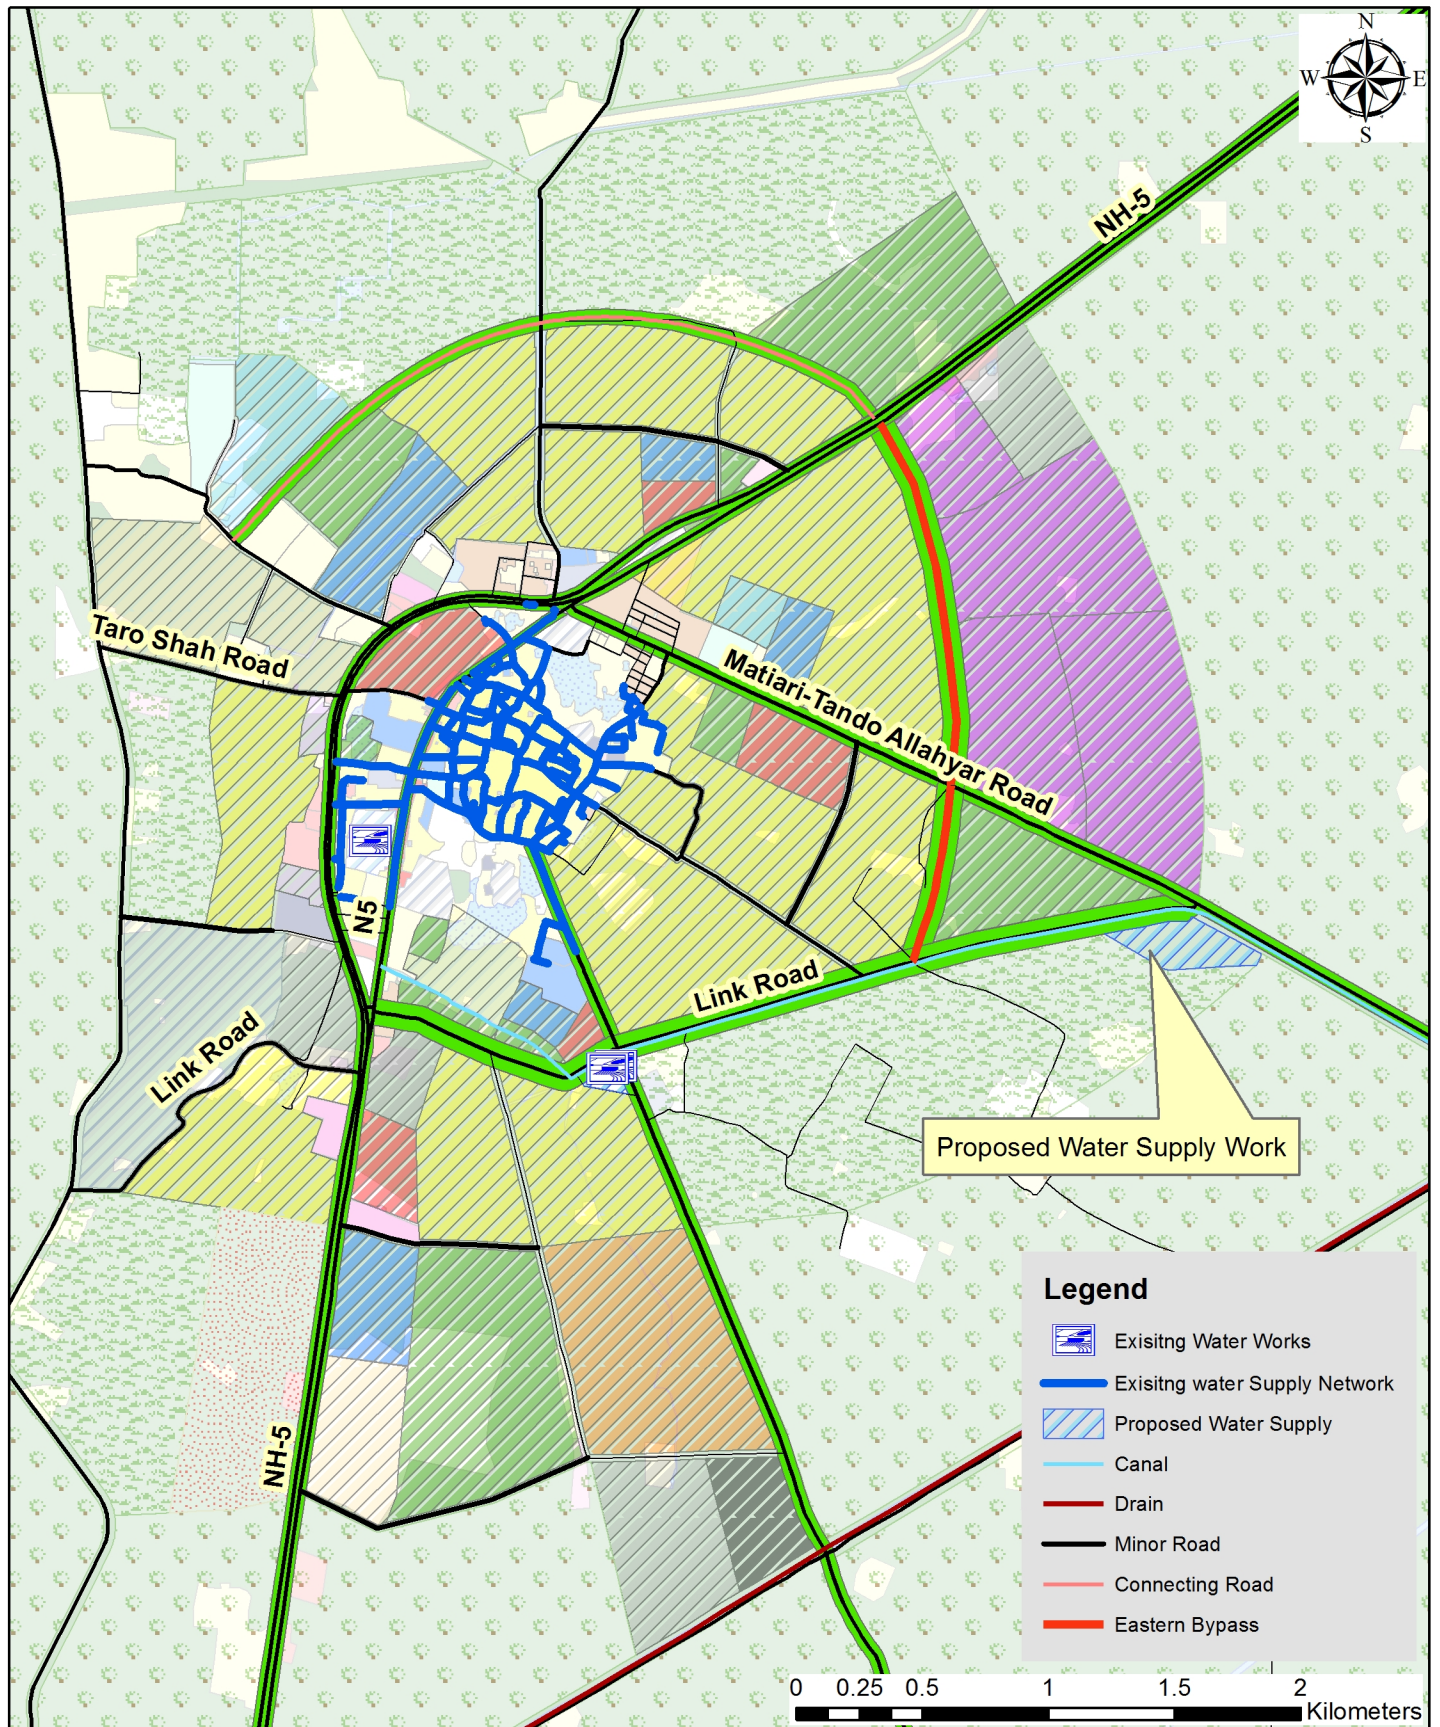 N
W E
S
NH-5
Taro Shah Road
Matiari-Tando Allahyar Road
N5
Link Road
Link Road
Proposed Water Supply Work
NH-5
Legend
Exisitng Water Works
Exisitng water Supply Network
Proposed Water Supply
Canal
Drain
Minor Road
Connecting Road
Eastern Bypass
0 0.25 0.5 1 1.5 2
Kilometers